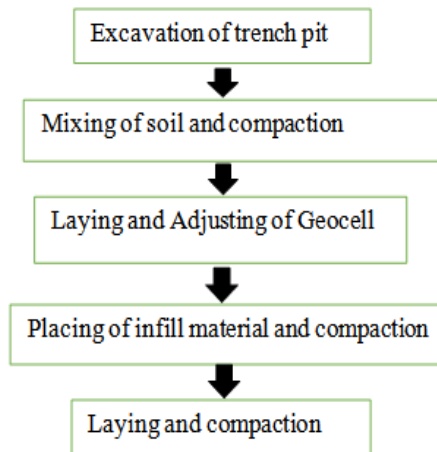 Excavation of trench pit
Mixing of soil and compaction
Laying and Adjusting of Geocell
Placing of infill material and compaction
Laying and compaction